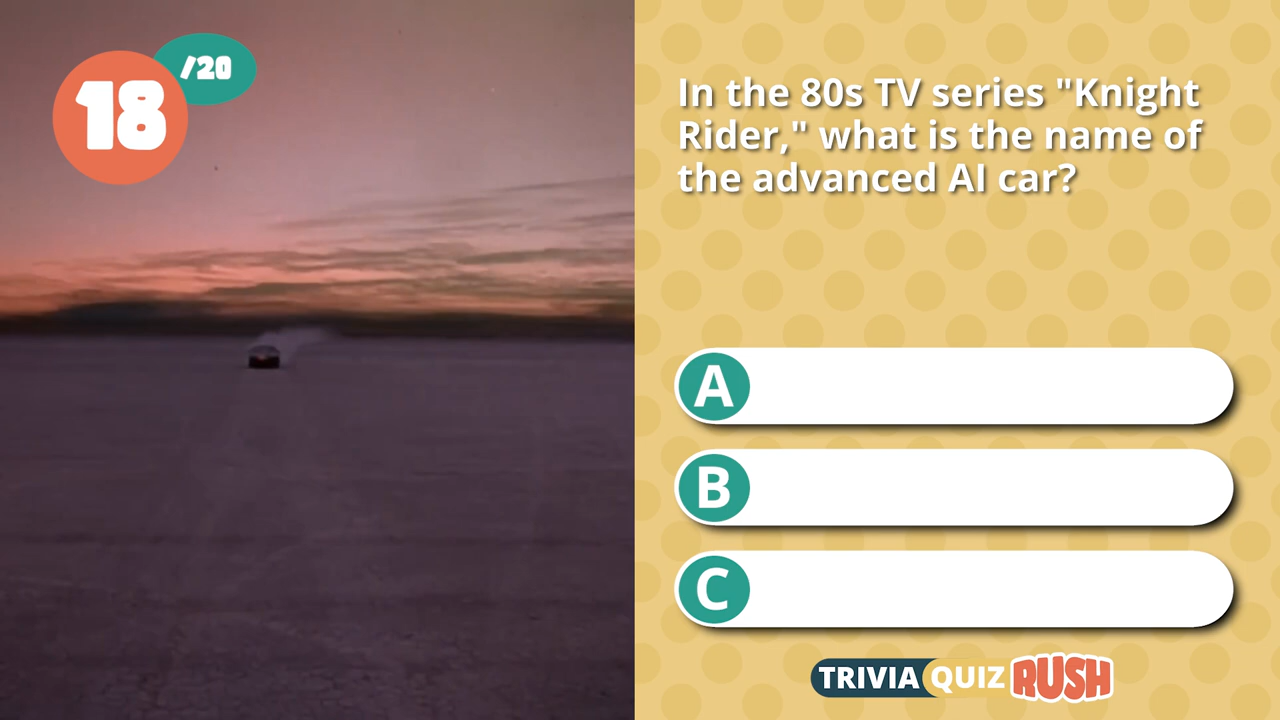 18
/20
In the 80s TV series "Knight
Rider," what is the name of
the advanced AI car?
A
B
C
TRIVIA QUIZ RUSH